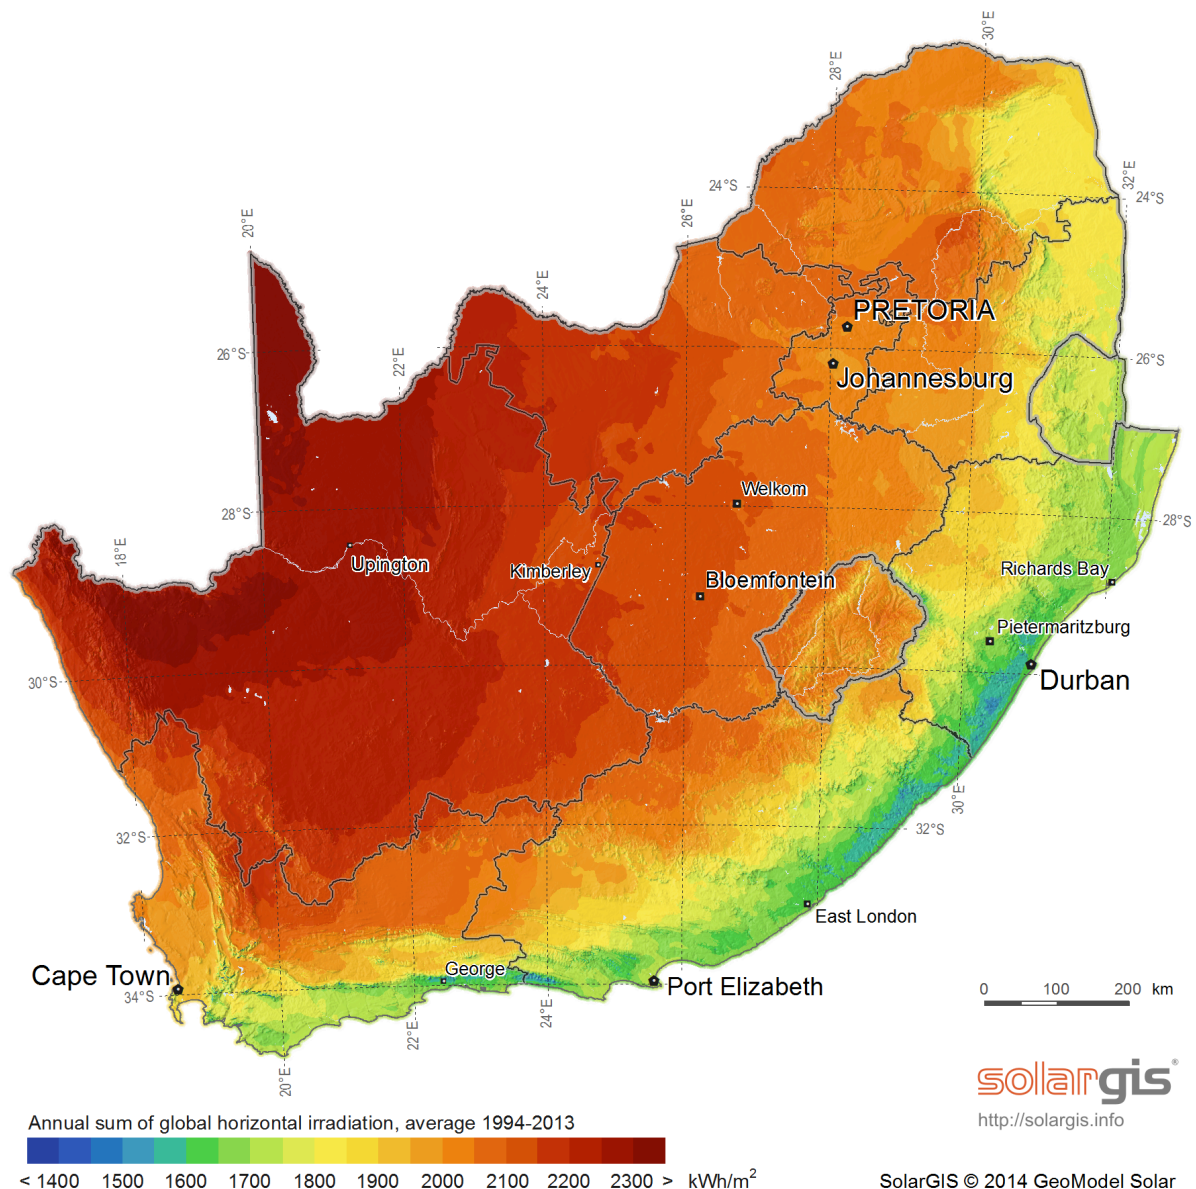 30°E
28°E
32°E
24°S
24°S
26°E
20°E
24°E
PRETORIA
26°S
22°E
26°S
Johannesburg
Welkom
28°S
28°S
18°E
Upington
Kimberley
Richards Bay
Bloemfontein
Pietermaritzburg
30°S
Durban
30°E
32°S
32°S
East London
Cape Town
George
34°S
Port Elizabeth
0 100 200 km
24°E
22°E
20°E
solargis®
http://solargis.info
Annual sum of global horizontal irradiation, average 1994-2013
< 1400 1500 1600 1700 1800 1900 2000 2100 2200 2300 > kWh/m²
SolarGIS © 2014 GeoModel Solar